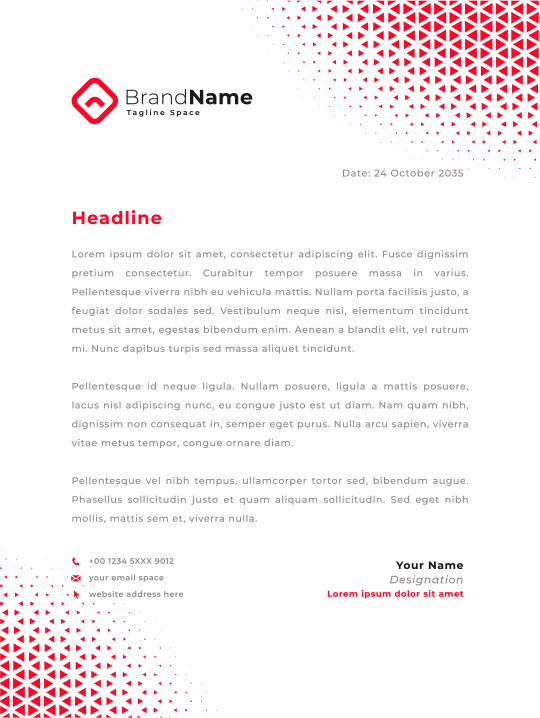 BrandName
Tagline Space
Date: 24 October 2035
Headline
Lorem ipsum dolor sit amet, consectetur adipiscing elit. Fusce dignissim
pretium consectetur. Curabitur tempor posuere massa in varius.
Pellentesque viverra nibh eu vehicula mattis. Nullam porta facilisis justo, a
feugiat dolor sodales sed. Vestibulum neque nisi, elementum tincidunt
metus sit amet, egestas bibendum enim. Aenean a blandit elit, vel rutrum
mi. Nunc dapibus turpis sed massa aliquet tincidunt.
Pellentesque id neque ligula. Nullam posuere, ligula a mattis posuere,
lacus nisl adipiscing nunc, eu congue justo est ut diam. Nam quam nibh,
dignissim non consequat in, semper eget purus. Nulla arcu sapien, viverra
vitae metus tempor, congue ornare diam.
Pellentesque vel nibh tempus, ullamcorper tortor sed, bibendum augue.
Phasellus sollicitudin justo et quam aliquam sollicitudin. Sed eget nibh
mollis, mattis sem et, viverra nulla.
+00 1234 5XXX 9012
your email space
website address here
Your Name
Designation
Lorem ipsum dolor sit amet